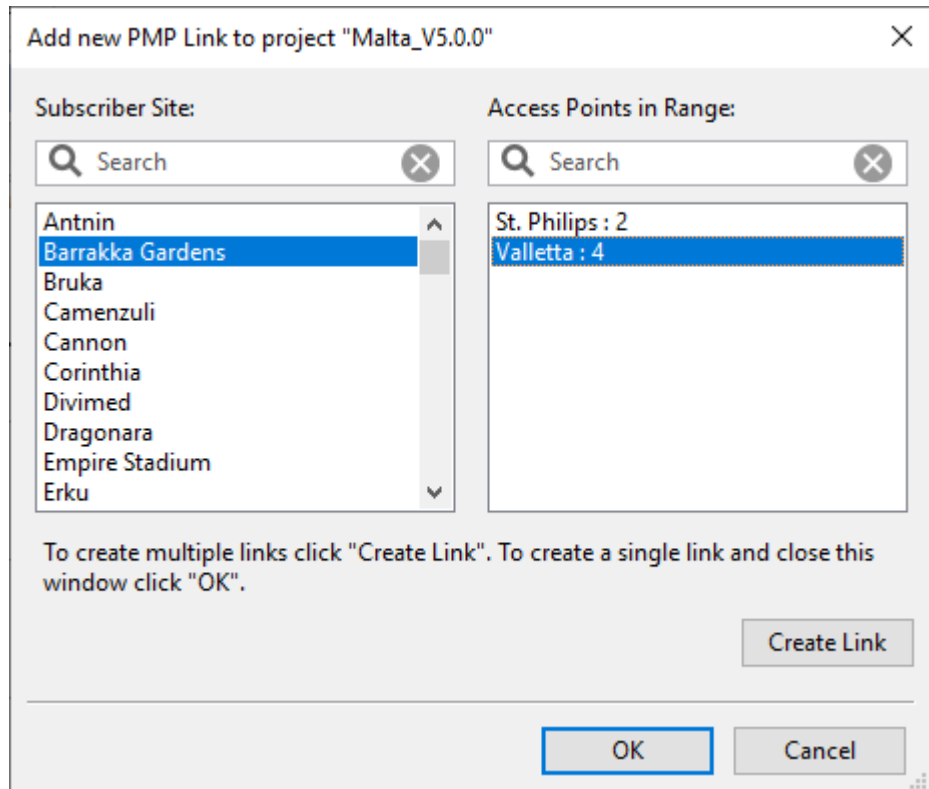 Add new PMP Link to project "Malta_V5.0.0"
Subscriber Site:
Search
Antnin
Barrakka Gardens
Bruka
Camenzuli
Cannon
Corinthia
Divimed
Dragonara
Empire Stadium
Erku
Access Points in Range:
Search
St. Philips : 2
Valletta : 4
To create multiple links click "Create Link". To create a single link and close this
window click "OK".
Create Link
OK
Cancel